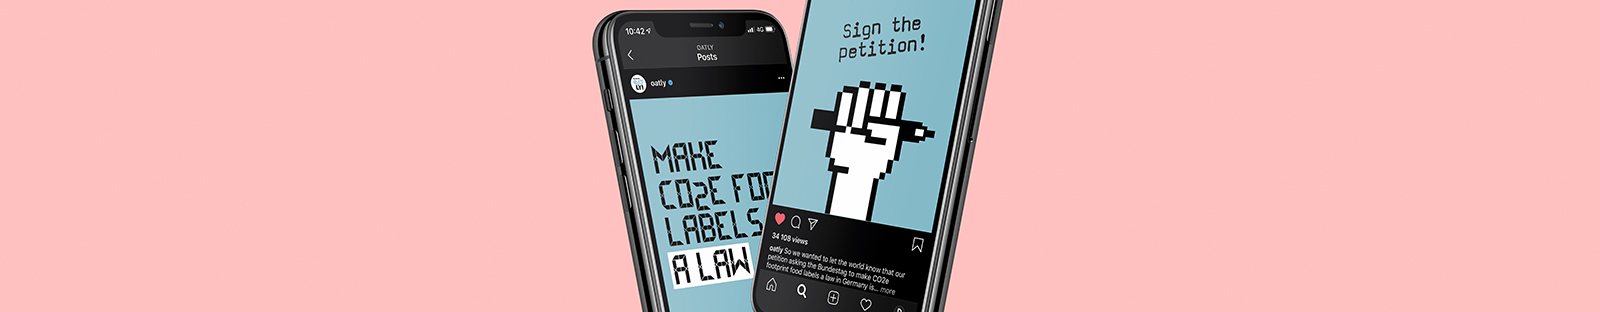 10:42
4G
OATLY
Posts
oatly
MAKE
CO2E FOO
LABELS
A LAW
Sign the
petition!
34 108 views
oatly So we wanted to let the world know that our
petition asking the Bundestag to make CO2e
footprint food labels a law in Germany is... more